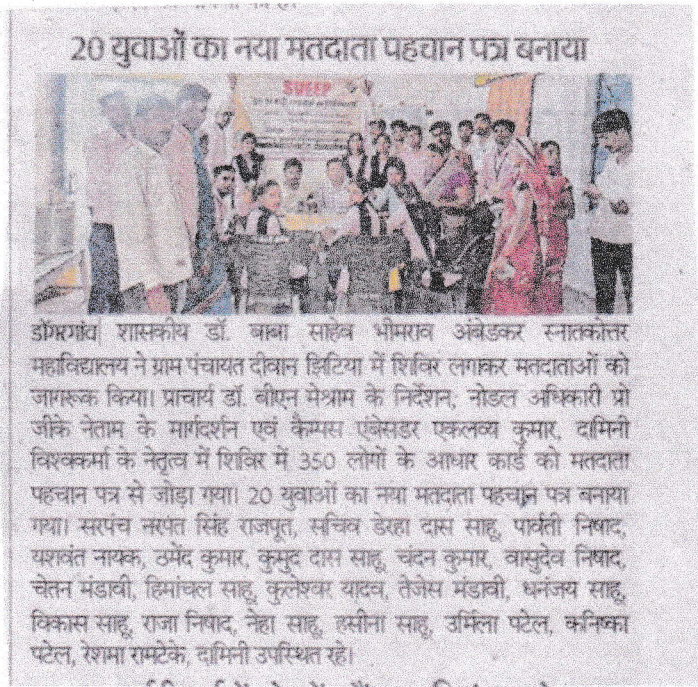 20 युवाओं का नया मतदाता पहचान पत्र बनाया
SVEEP
डोंगरगांव| शासकीय डॉ. बाबा साहेब भीमराव अंबेडकर स्नातकोत्तर
महाविद्यालय ने ग्राम पंचायत दीवान झिटिया में शिविर लगाकर मतदाताओं को
जागरूक किया। प्राचार्य डॉ. बीएन मेश्राम के निर्देशन, नोडल अधिकारी प्रो
जीके नेताम के मार्गदर्शन एवं कैम्पस एंबेसडर एकलव्य कुमार, दामिनी
विश्वकर्मा के नेतृत्व में शिविर में 350 लोगों के आधार कार्ड को मतदाता
पहचान पत्र से जोड़ा गया। 20 युवाओं का नया मतदाता पहचान पत्र बनाया
गया। सरपंच नरपत सिंह राजपूत, सचिव डेरहा दास साहू, पार्वती निषाद,
यशवंत नायक, उमेंद कुमार, कुमुद दास साहू, चंदन कुमार, वासुदेव निषाद,
चेतन मंडावी, हिमांचल साहू, कुलेश्वर यादव, तेजेस मंडावी, धनंजय साहू,
विकास साहू, राजा निषाद, नेहा साहू, हसीना साहू, उर्मिला पटेल, कनिष्का
पटेल, रेशमा रामटेके, दामिनी उपस्थित रहे।